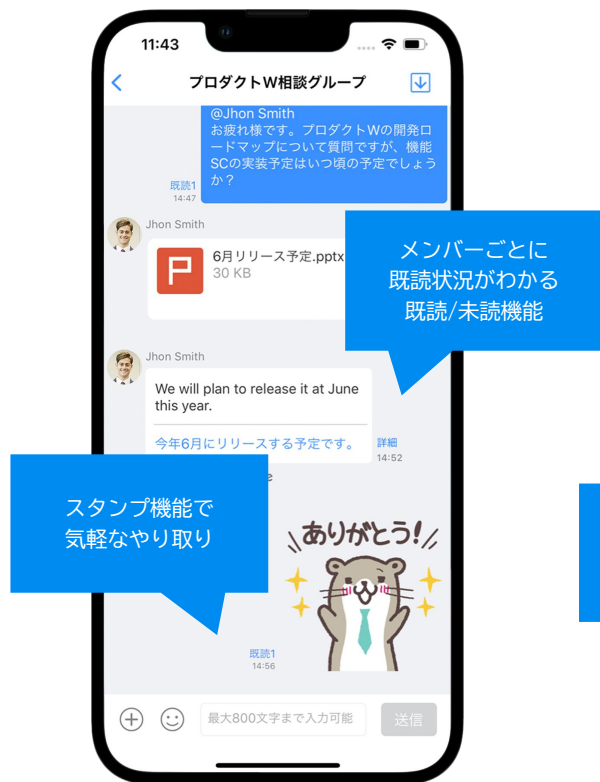 11:43
プロダクトW相談グループ
@Jhon Smith
お疲れ様です。プロダクトWの開発ロ
ードマップについて質問ですが、機能
SCの実装予定はいつ頃の予定でしょう
か？
既読1
14:47
Jhon Smith
6月リリース予定.pptx
30 KB
メンバーごとに
既読状況がわかる
既読/未読機能
Jhon Smith
We will plan to release it at June
this year.
今年6月にリリースする予定です。
詳細
14:52
スタンプ機能で
気軽なやり取り
ありがとう!
既読1
14:56
最大800文字まで入力可能
送信